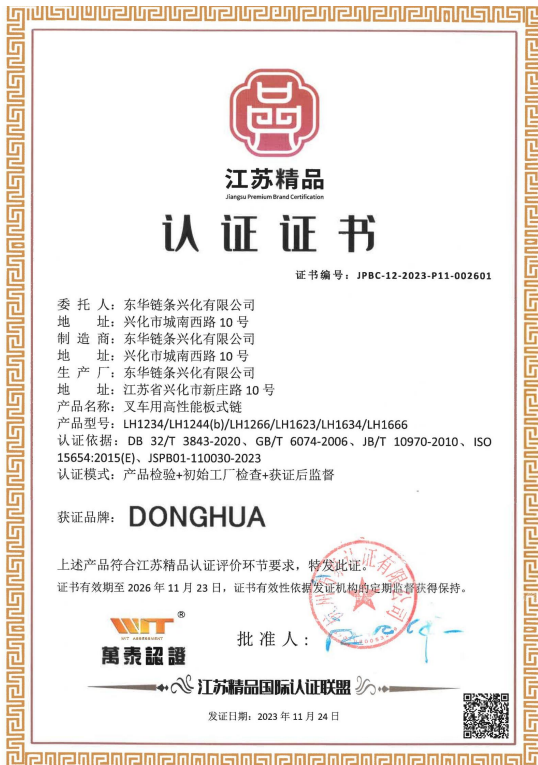 江苏精品
Jiangsu Premium Brand Certification
认证证书
证书编号：JPBC-12-2023-P11-002601
委 托 人：东华链条兴化有限公司
地 址：兴化市城南西路 10 号
制 造 商：东华链条兴化有限公司
地 址：兴化市城南西路 10 号
生 产 厂：东华链条兴化有限公司
地 址：江苏省兴化市新庄路 10 号
产品名称：叉车用高性能板式链
产品型号：LH1234/LH1244(b)/LH1266/LH1623/LH1634/LH1666
认证依据：DB 32/T 3843-2020、GB/T 6074-2006、JB/T 10970-2010、ISO
15654:2015(E)、JSPB01-110030-2023
认证模式：产品检验+初始工厂检查+获证后监督
获证品牌：DONGHUA
上述产品符合江苏精品认证评价环节要求，特发此证。
证书有效期至 2026 年 11 月 23 日，证书有效性依据发证机构的定期监督获得保持。
WIT®
WIT ASSESSMENT
萬泰認證
批准人：
江苏精品国际认证联盟
发证日期：2023 年 11 月 24 日